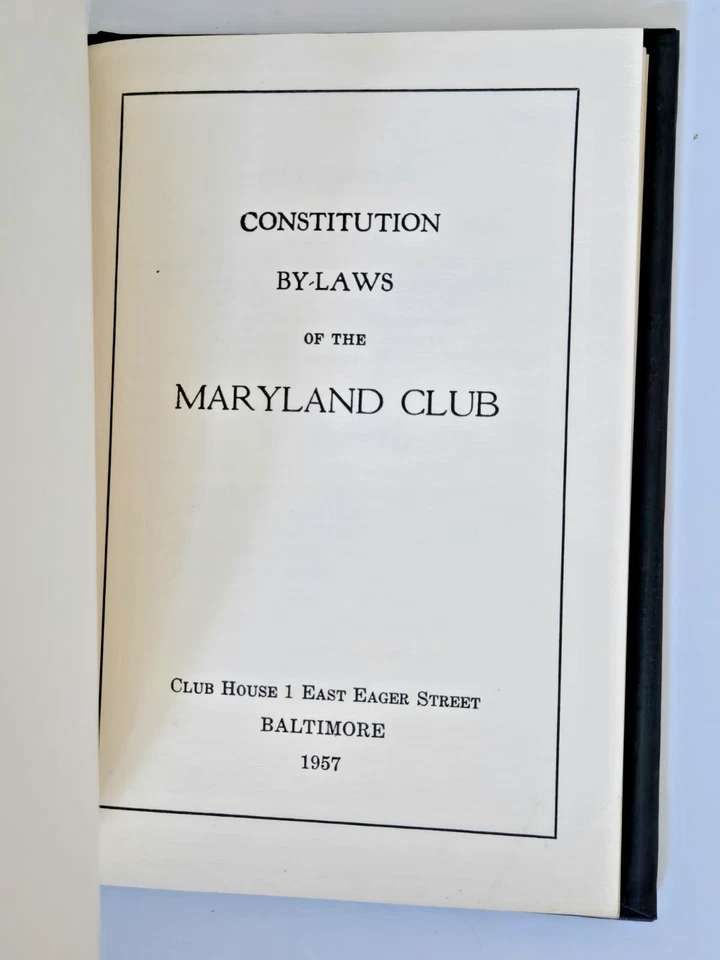 CONSTITUTION
BY-LAWS
OF THE
MARYLAND CLUB
CLUB HOUSE 1 EAST EAGER STREET
BALTIMORE
1957